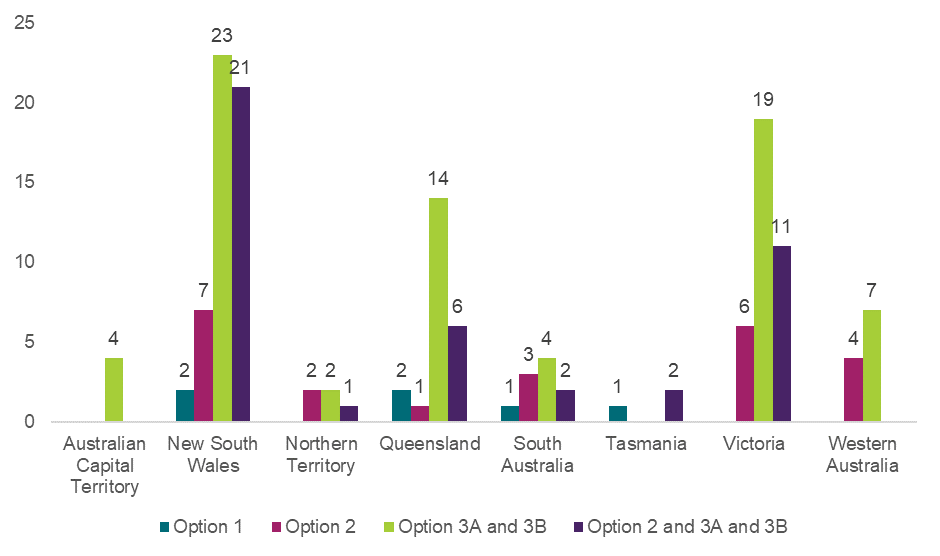 25
20
15
10
5
0
4
2
7
23
21
2
2
1
2
1
14
6
1
3
4
2
1
2
6
19
11
4
7
Australian
Capital
Territory
New South
Wales
Northern
Territory
Queensland
South
Australia
Tasmania
Victoria
Western
Australia
Option 1
Option 2
Option 3A and 3B
Option 2 and 3A and 3B